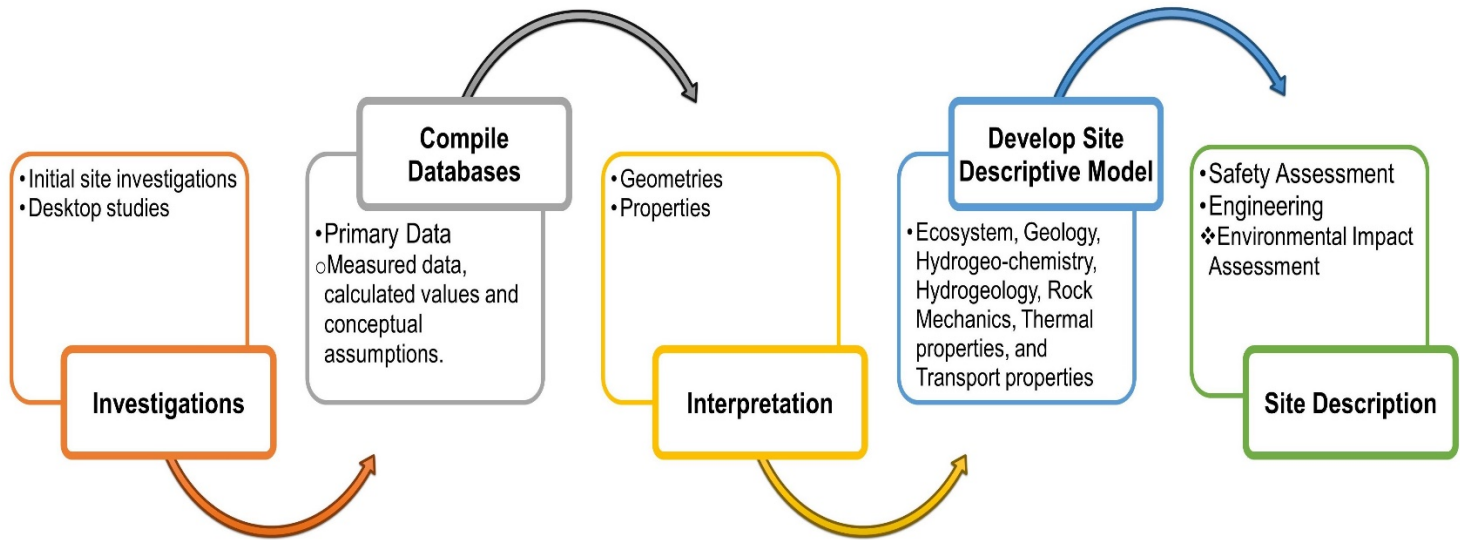 •Initial site investigations
•Desktop studies
Investigations
Compile
Databases
•Primary Data
○Measured data,
calculated values and
conceptual
assumptions.
•Geometries
•Properties
Interpretation
Develop Site
Descriptive Model
•Ecosystem, Geology,
Hydrogeo-chemistry,
Hydrogeology, Rock
Mechanics, Thermal
properties, and
Transport properties
•Safety Assessment
•Engineering
❖Environmental Impact
Assessment
Site Description